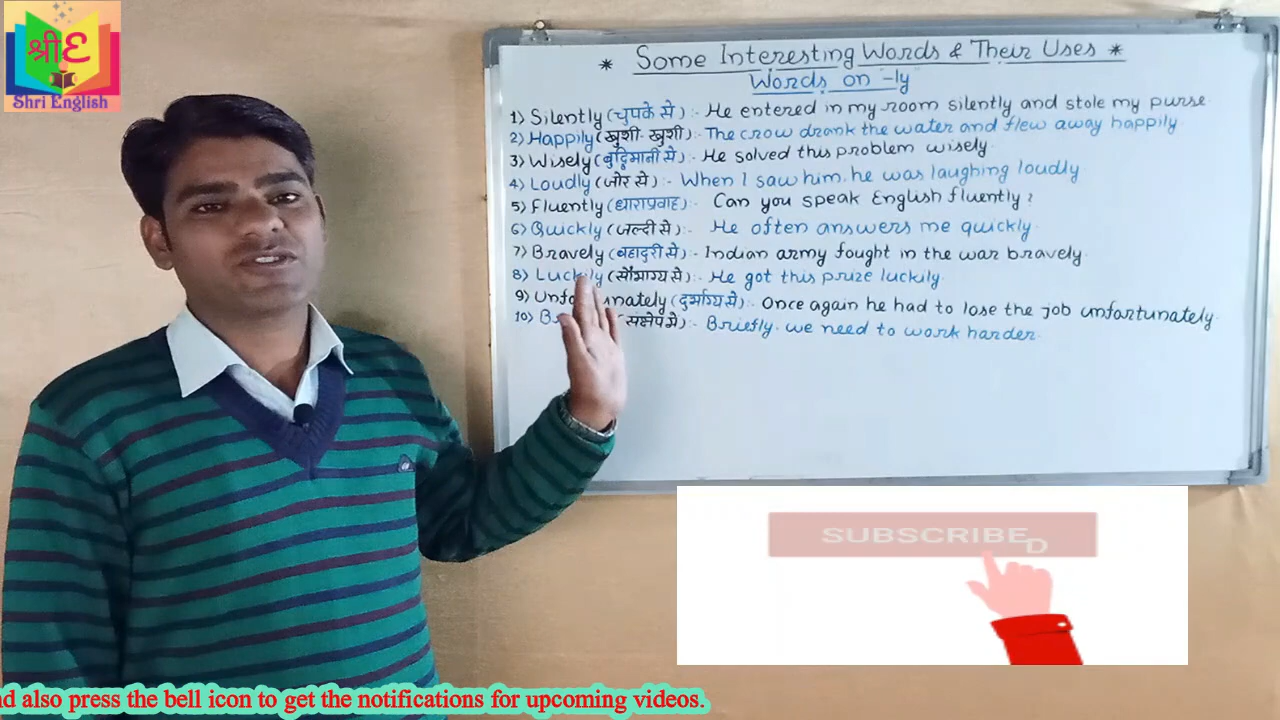 श्री ε
Shri English
* Some Interesting Words & Their Uses *
Words on -ly
1) Silently (चुपके से) :- He entered in my room silently and stole my purse.
2) Happily (खुशी खुशी) :- The crow drank the water and flew away happily.
3) Wisely (बुद्धिमानी से) :- He solved this problem wisely.
4) Loudly (जोर से) :- When I saw him, he was laughing loudly
5) Fluently (धाराप्रवाह) :- Can you speak English fluently?
6) Quickly (जल्दी से) :- He often answers me quickly.
7) Bravely (बहादुरी से) :- Indian army fought in the war bravely.
8) Luckily (सौभाग्य से) :- He got this prize luckily.
9) Unfortunately (दुर्भाग्य से) :- Once again he had to lose the job unfortunately.
10) (संक्षेप मे) :- Briefly, we need to work harder.
SUBSCRIBED
also press the bell icon to get the notifications for upcoming videos.